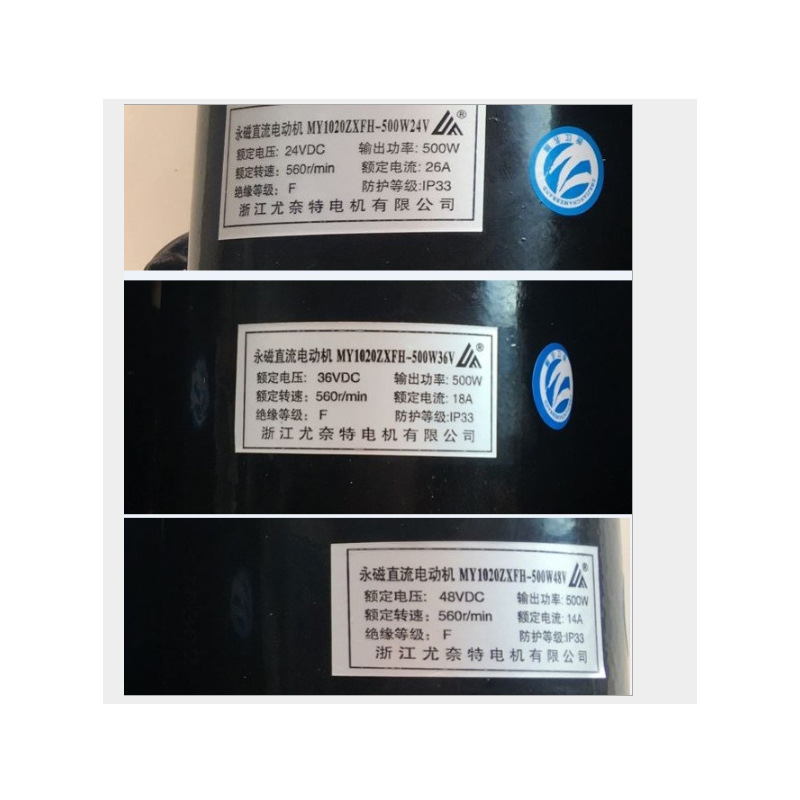 永磁直流电动机 MY1020ZXFH-500W24V ®
额定电压: 24VDC 输出功率: 500W
额定转速: 560r/min 额定电流: 26A
绝缘等级: F 防护等级:IP33
浙江尤奈特电机有限公司
永磁直流电动机 MY1020ZXFH-500W36V
额定电压: 36VDC 输出功率: 500W
额定转速: 560r/min 额定电流: 18A
绝缘等级: F 防护等级:IP33
浙江尤奈特电机有限公司
永磁直流电动机 MY1020ZXFH-500W48V
额定电压: 48VDC 输出功率: 500W
额定转速: 560r/min 额定电流: 14A
绝缘等级: F 防护等级:IP33
浙江尤奈特电机有限公司